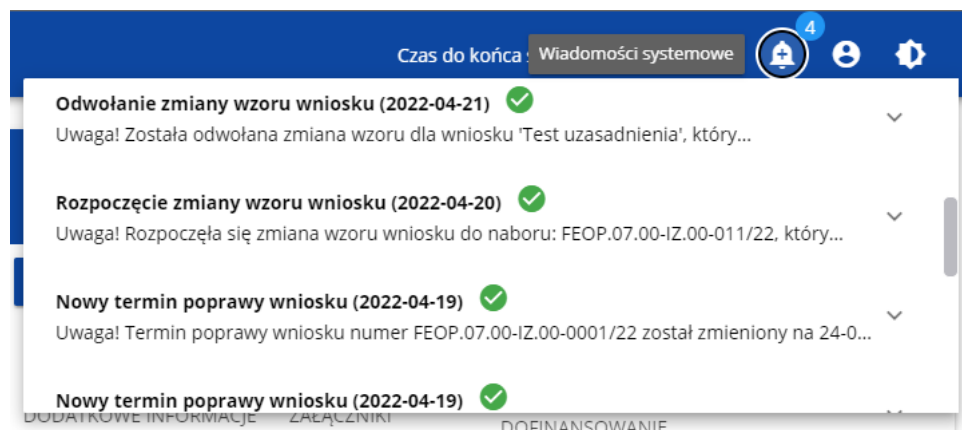 4
Czas do końca
Wiadomości systemowe
Odwołanie zmiany wzoru wniosku (2022-04-21)
Uwaga! Została odwołana zmiana wzoru dla wniosku 'Test uzasadnienia', który...
Rozpoczęcie zmiany wzoru wniosku (2022-04-20)
Uwaga! Rozpoczęła się zmiana wzoru wniosku do naboru: FEOP.07.00-IZ.00-011/22, który...
Nowy termin poprawy wniosku (2022-04-19)
Uwaga! Termin poprawy wniosku numer FEOP.07.00-IZ.00-0001/22 został zmieniony na 24-0...
Nowy termin poprawy wniosku (2022-04-19)
DODATKOWE INFORMACJE ZAŁĄCZNIKI
DOFINANSOWANIE